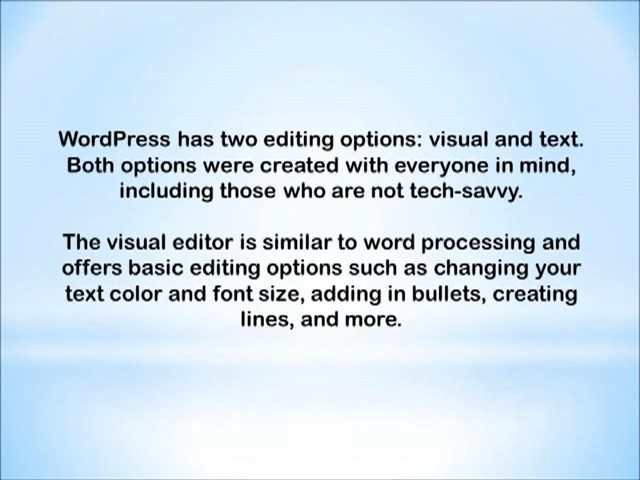 WordPress has two editing options: visual and text.
Both options were created with everyone in mind,
including those who are not tech-savvy.
The visual editor is similar to word processing and
offers basic editing options such as changing your
text color and font size, adding in bullets, creating
lines, and more.